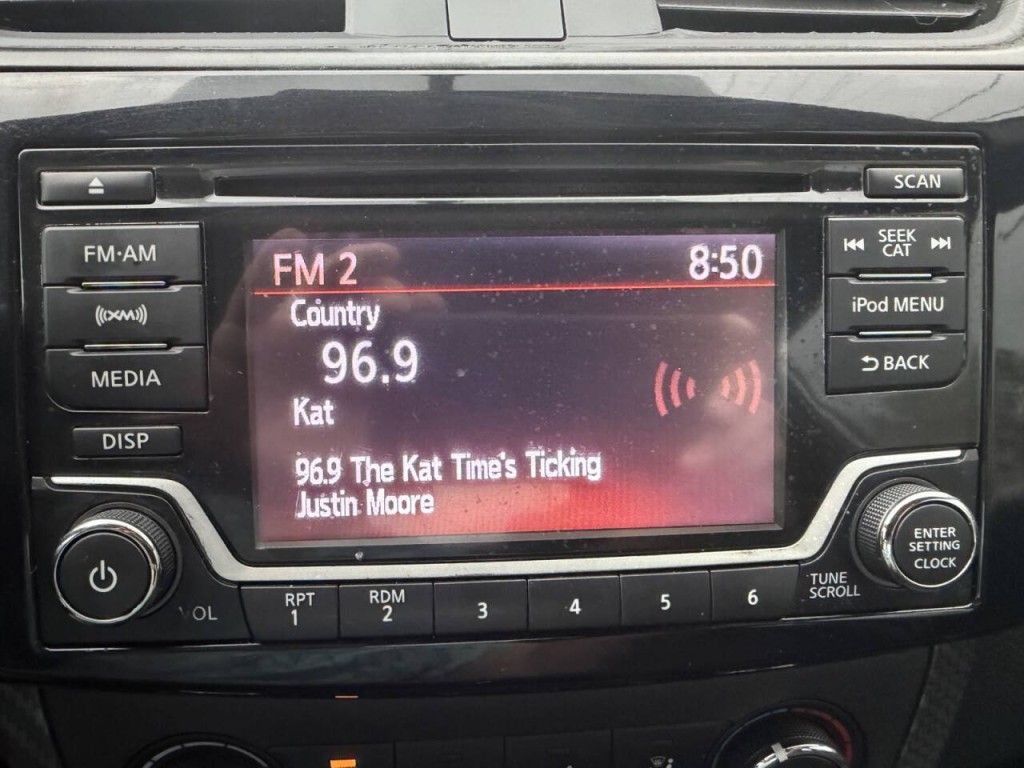 SCAN
FM·AM
SEEK
CAT
FM 2 8:50
Country
((XM))
iPod MENU
96.9
BACK
MEDIA
Kat
DISP
96.9 The Kat Time's Ticking
Justin Moore
ENTER
SETTING
CLOCK
TUNE
SCROLL
VOL
RPT
1
RDM
2
3
4
5
6